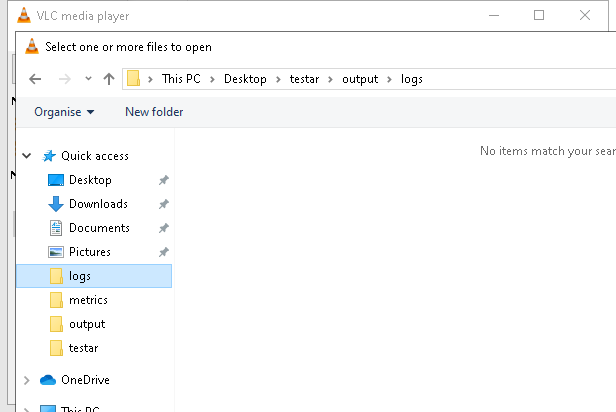 VLC media player
Select one or more files to open
This PC > Desktop > testar > output > logs
Organise New folder
No items match your sear
Quick access
Desktop
Downloads
Documents
Pictures
logs
metrics
output
testar
OneDrive
This PC